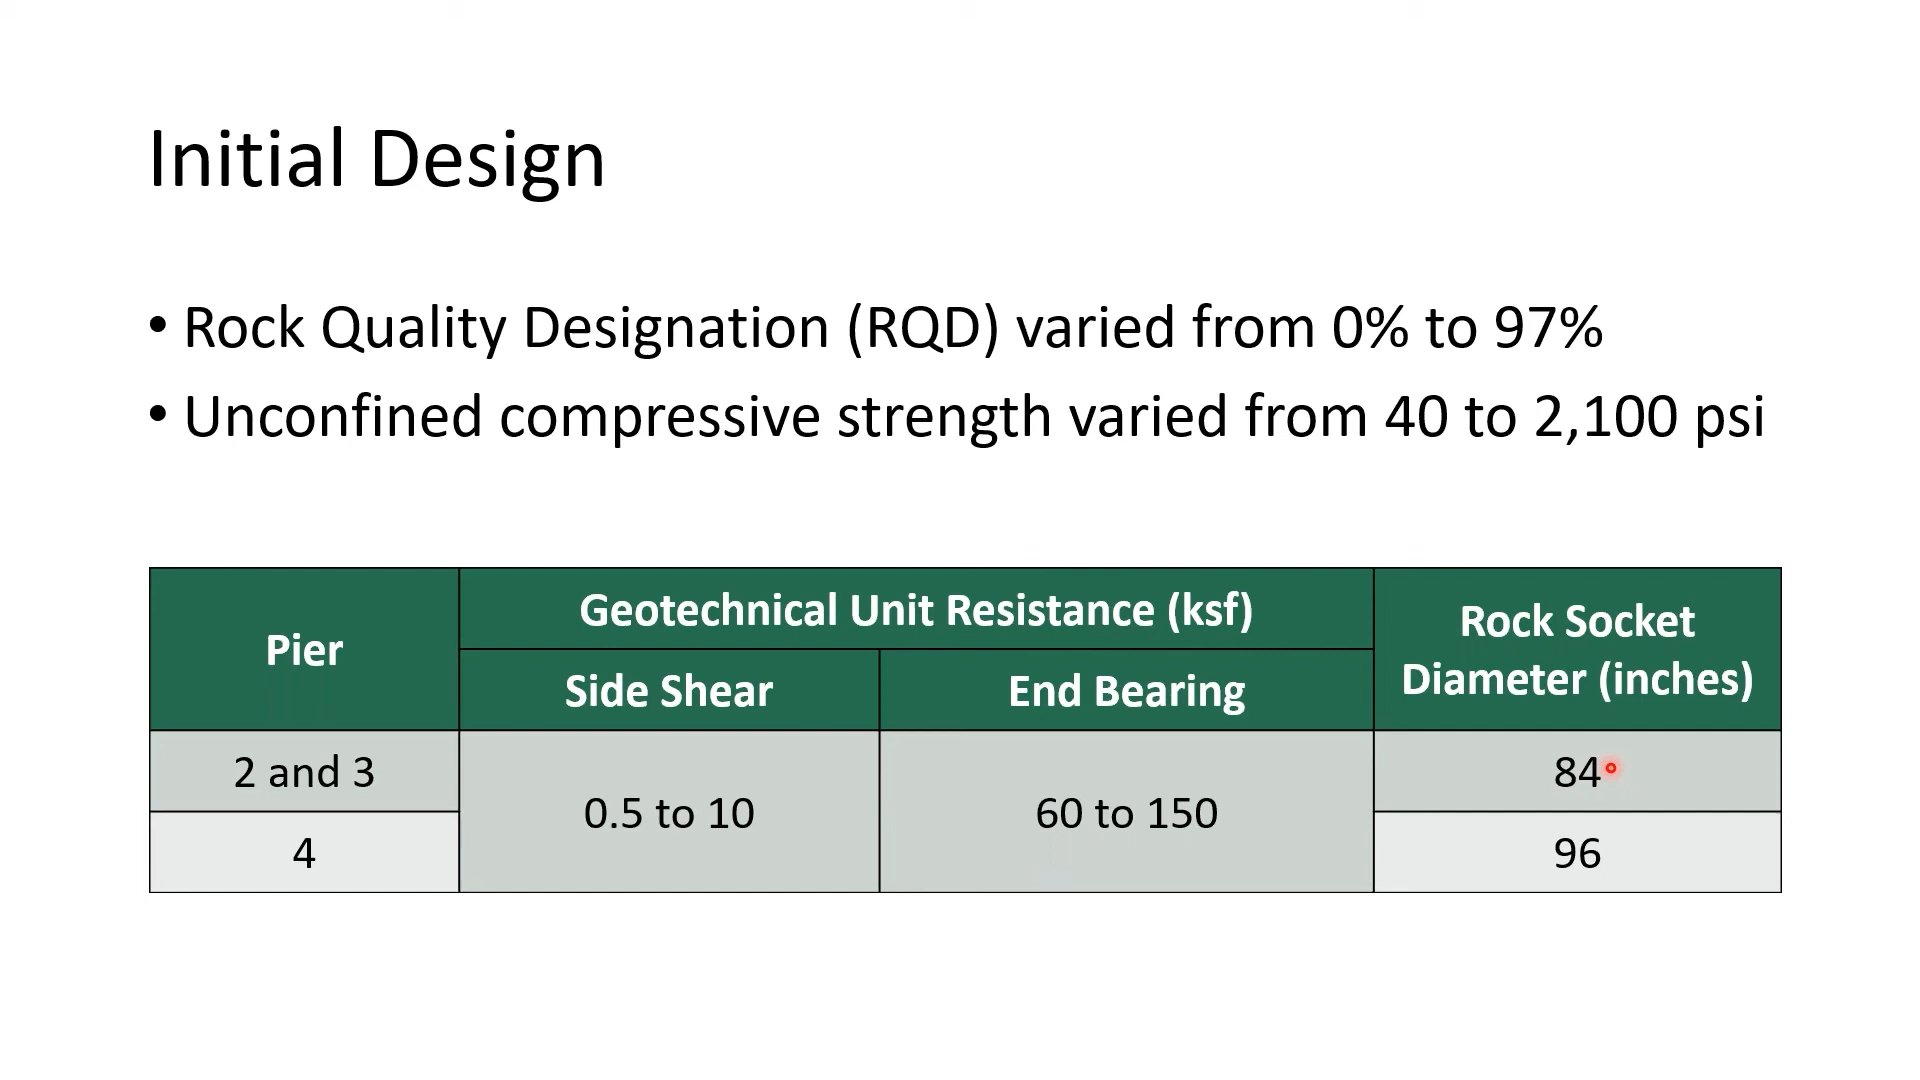 Initial Design
• Rock Quality Designation (RQD) varied from 0% to 97%
• Unconfined compressive strength varied from 40 to 2,100 psi
Pier
Geotechnical Unit Resistance (ksf)
Rock Socket
Diameter (inches)
Side Shear
End Bearing
2 and 3
0.5 to 10
60 to 150
84
4
96